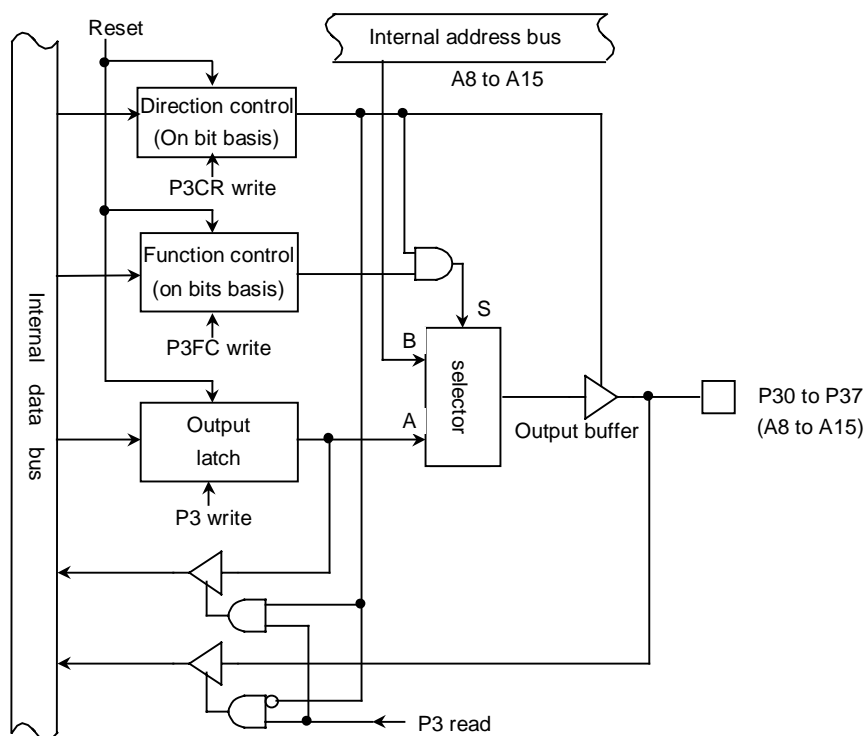 Reset
Internal address bus
A8 to A15
Direction control
(On bit basis)
P3CR write
Function control
(on bits basis)
P3FC write
S
B
selector
A
Output
latch
P3 write
Output buffer
P30 to P37
(A8 to A15)
Internal data bus
P3 read